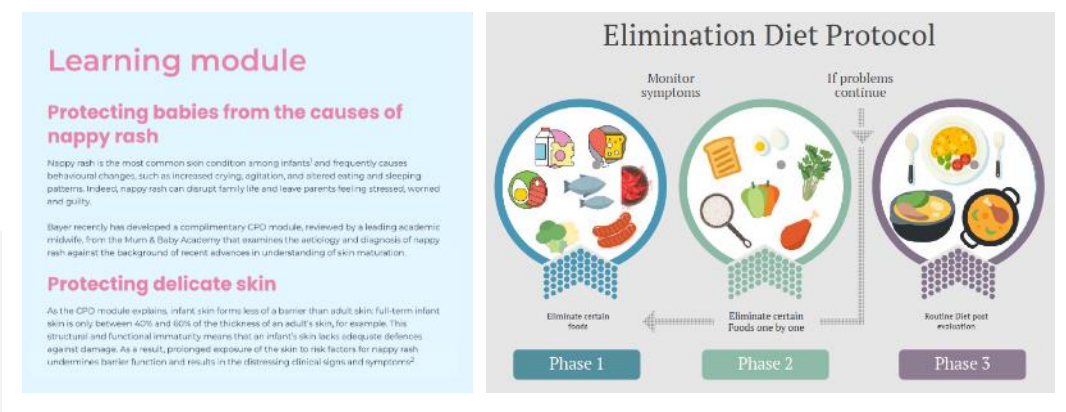 Learning module
Protecting babies from the causes of
nappy rash
Nappy rash is the most common skin condition among infants¹ and frequently causes
behavioural changes, such as increased crying, agitation, and altered eating and sleeping
patterns. Indeed, nappy rash can disrupt family life and leave parents feeling stressed, worried
and guilty.
Bayer recently has developed a complimentary CPD module, reviewed by a leading academic
midwife, from the Mum & Baby Academy that examines the aetiology and diagnosis of nappy
rash against the background of recent advances in understanding of skin maturation.
Protecting delicate skin
As the CPD module explains, infant skin forms less of a barrier than adult skin: full-term infant
skin is only between 40% and 60% of the thickness of an adult's skin, for example. This
structural and functional immaturity means that an infant's skin lacks adequate defences
against damage. As a result, prolonged exposure of the skin to risk factors for nappy rash
undermines barrier function and results in the distressing clinical signs and symptoms²
Elimination Diet Protocol
Monitor
symptoms
If problems
continue
Eliminate certain
foods
Eliminate certain
Foods one by one
Routine Diet post
evaluation
Phase 1
Phase 2
Phase 3